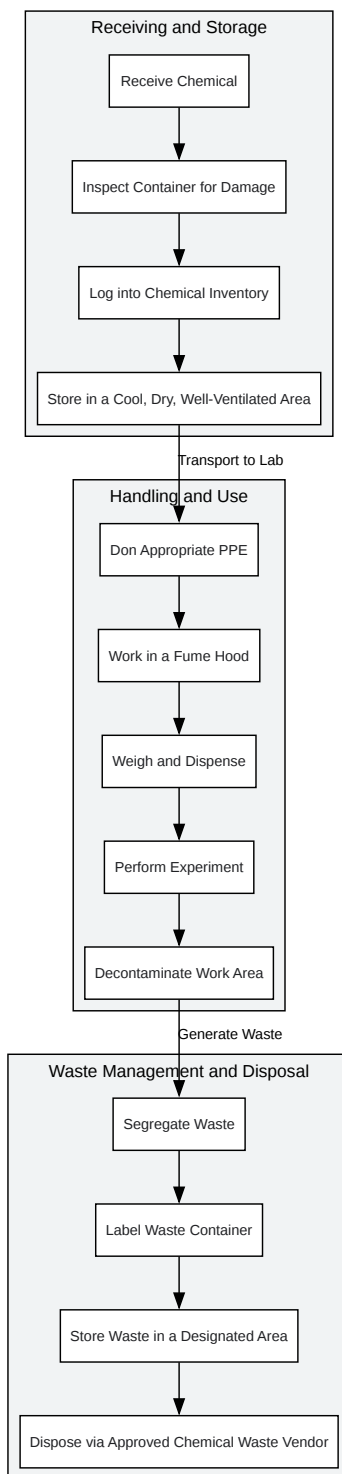 Receiving and Storage
Receive Chemical
Inspect Container for Damage
Log into Chemical Inventory
Store in a Cool, Dry, Well-Ventilated Area
Transport to Lab
Handling and Use
Don Appropriate PPE
Work in a Fume Hood
Weigh and Dispense
Perform Experiment
Decontaminate Work Area
Generate Waste
Waste Management and Disposal
Segregate Waste
Label Waste Container
Store Waste in a Designated Area
Dispose via Approved Chemical Waste Vendor